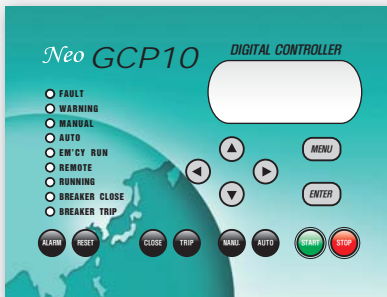 Neo GCP10
DIGITAL CONTROLLER
FAULT
WARNING
MANUAL
AUTO
EM'CY RUN
REMOTE
RUNNING
BREAKER CLOSE
BREAKER TRIP
MENU
ENTER
ALARM RESET CLOSE TRIP NANU. AUTO START STOP